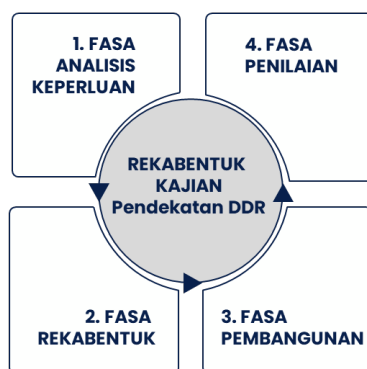 1. FASA
ANALISIS
KEPERLUAN
4. FASA
PENILAIAN
REKABENTUK
KAJIAN
Pendekatan DDR
2. FASA
REKABENTUK
3. FASA
PEMBANGUNAN